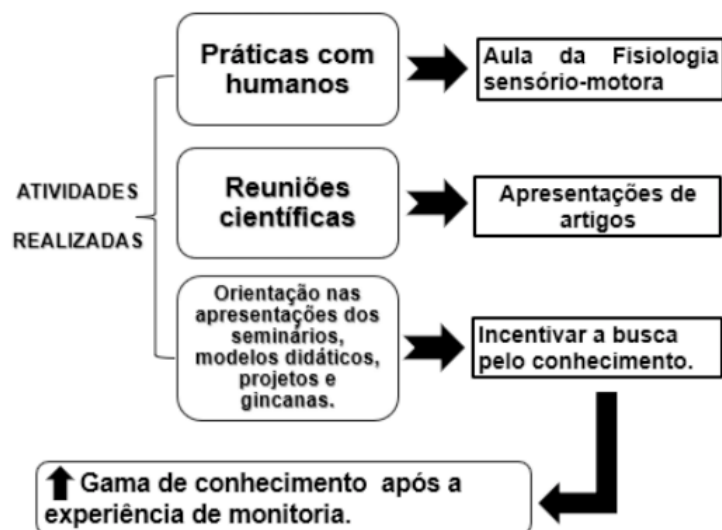 ATIVIDADES
REALIZADAS
Práticas com
humanos
Aula da Fisiologia
sensório-motora
Reuniões
científicas
Apresentações de
artigos
Orientação nas
apresentações dos
seminários,
modelos didáticos,
projetos e
gincanas.
Incentivar a busca
pelo conhecimento.
Gama de conhecimento após a
experiência de monitoria.